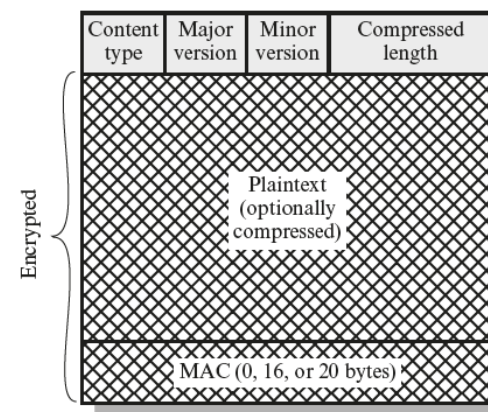 Content type
Major version
Minor version
Compressed length
Encrypted
Plaintext
(optionally
compressed)
MAC (0, 16, or 20 bytes)